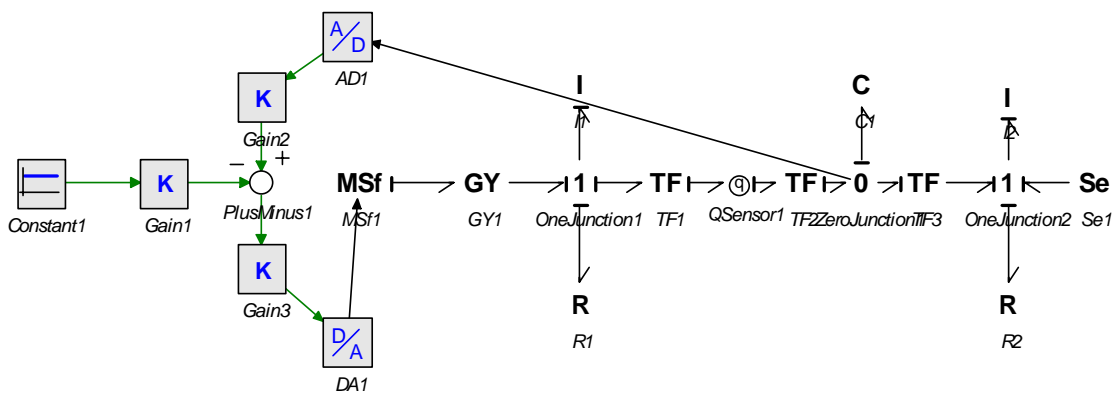 A/D
AD1
K
Gain2
I
I1
C
C1
I
I2
− +
Constant1
K
Gain1
PlusMinus1
MSf
MSf1
GY
GY1
1
OneJunction1
TF
TF1
q
QSensor1
TF
TF2
0
ZeroJunction1
TF
TF3
1
OneJunction2
Se
Se1
K
Gain3
R
R1
R
R2
D/A
DA1